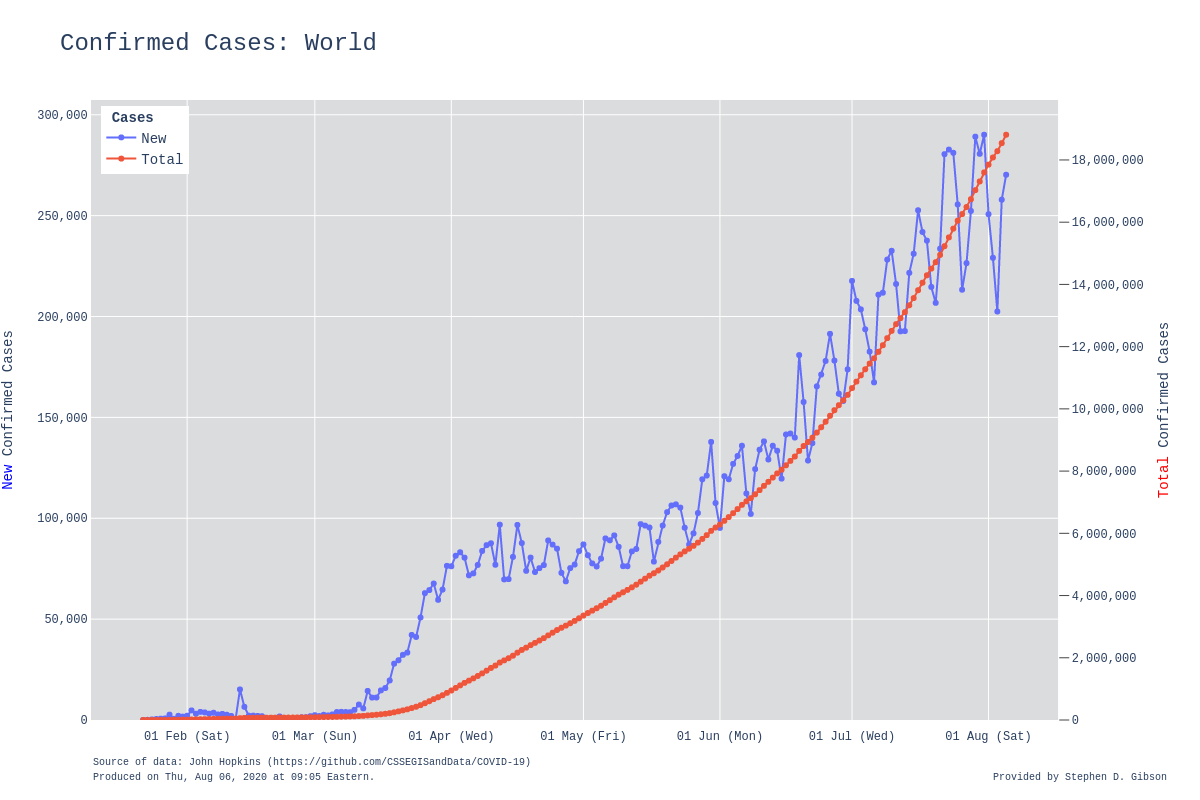 Confirmed Cases: World
Cases
New
Total
300,000
250,000
200,000
150,000
100,000
50,000
0
New Confirmed Cases
18,000,000
16,000,000
14,000,000
12,000,000
10,000,000
8,000,000
6,000,000
4,000,000
2,000,000
0
Total Confirmed Cases
01 Feb (Sat) 01 Mar (Sun) 01 Apr (Wed) 01 May (Fri) 01 Jun (Mon) 01 Jul (Wed) 01 Aug (Sat)
Source of data: John Hopkins (https://github.com/CSSEGISandData/COVID-19)
Produced on Thu, Aug 06, 2020 at 09:05 Eastern.
Provided by Stephen D. Gibson